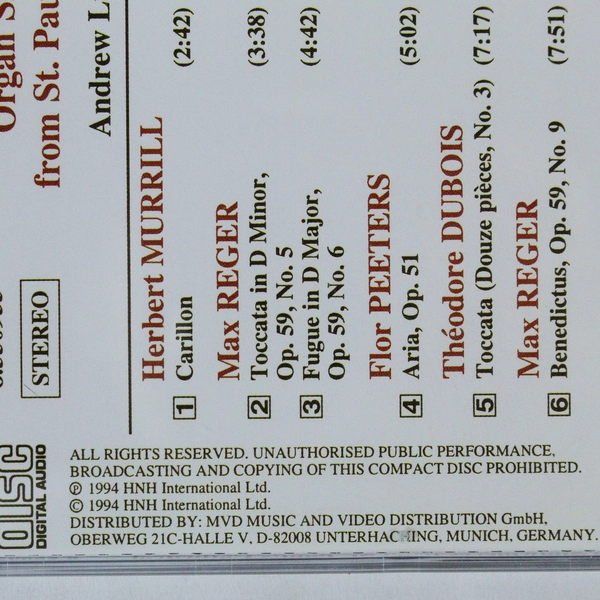 Organ
from St. Pau
Andrew
STEREO
Herbert MURRILL
1 Carillon (2:42)
Max REGER
2 Toccata in D Minor, (3:38)
Op. 59, No. 5
3 Fugue in D Major, (4:42)
Op. 59, No. 6
Flor PEETERS
4 Aria, Op. 51 (5:02)
Théodore DUBOIS
5 Toccata (Douze pièces, No. 3) (7:17)
Max REGER
6 Benedictus, Op. 59, No. 9 (7:51)
disc
DIGITAL AUDIO
ALL RIGHTS RESERVED. UNAUTHORISED PUBLIC PERFORMANCE,
BROADCASTING AND COPYING OF THIS COMPACT DISC PROHIBITED.
℗ 1994 HNH International Ltd.
© 1994 HNH International Ltd.
DISTRIBUTED BY: MVD MUSIC AND VIDEO DISTRIBUTION GmbH,
OBERWEG 21C-HALLE V, D-82008 UNTERHACHING, MUNICH, GERMANY.